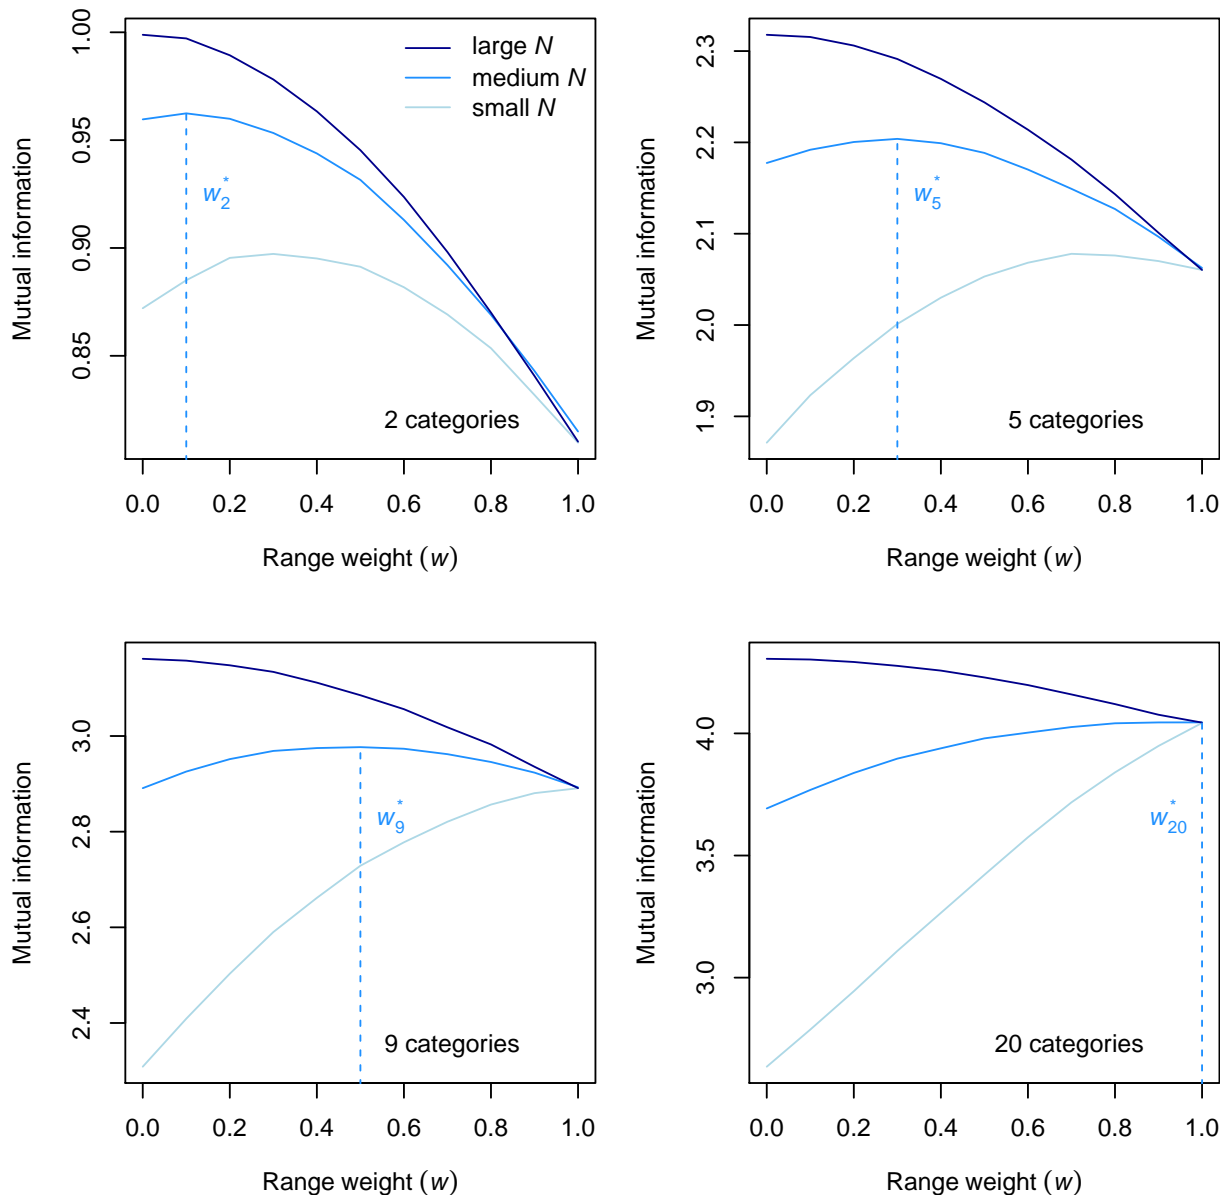 large N
medium N
small N
1.00
0.95
0.90
0.85
Mutual information
w*2
2 categories
0.0 0.2 0.4 0.6 0.8 1.0
Range weight (w)
2.3
2.2
2.1
2.0
1.9
Mutual information
w*5
5 categories
0.0 0.2 0.4 0.6 0.8 1.0
Range weight (w)
3.0
2.8
2.6
2.4
Mutual information
w*9
9 categories
0.0 0.2 0.4 0.6 0.8 1.0
Range weight (w)
4.0
3.5
3.0
Mutual information
w*20
20 categories
0.0 0.2 0.4 0.6 0.8 1.0
Range weight (w)